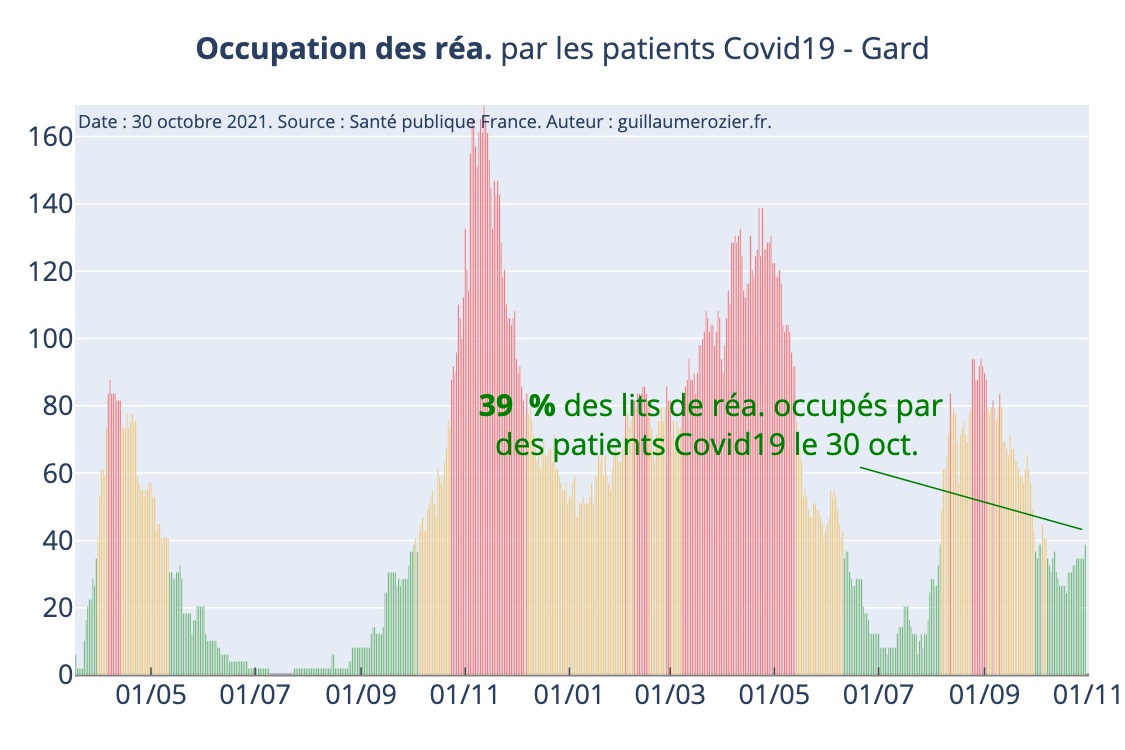 Occupation des réa. par les patients Covid19 - Gard
Date : 30 octobre 2021. Source : Santé publique France. Auteur : guillaumerozier.fr.
160
140
120
100
80
60
40
20
0
39 % des lits de réa. occupés par
des patients Covid19 le 30 oct.
01/05 01/07 01/09 01/11 01/01 01/03 01/05 01/07 01/09 01/11